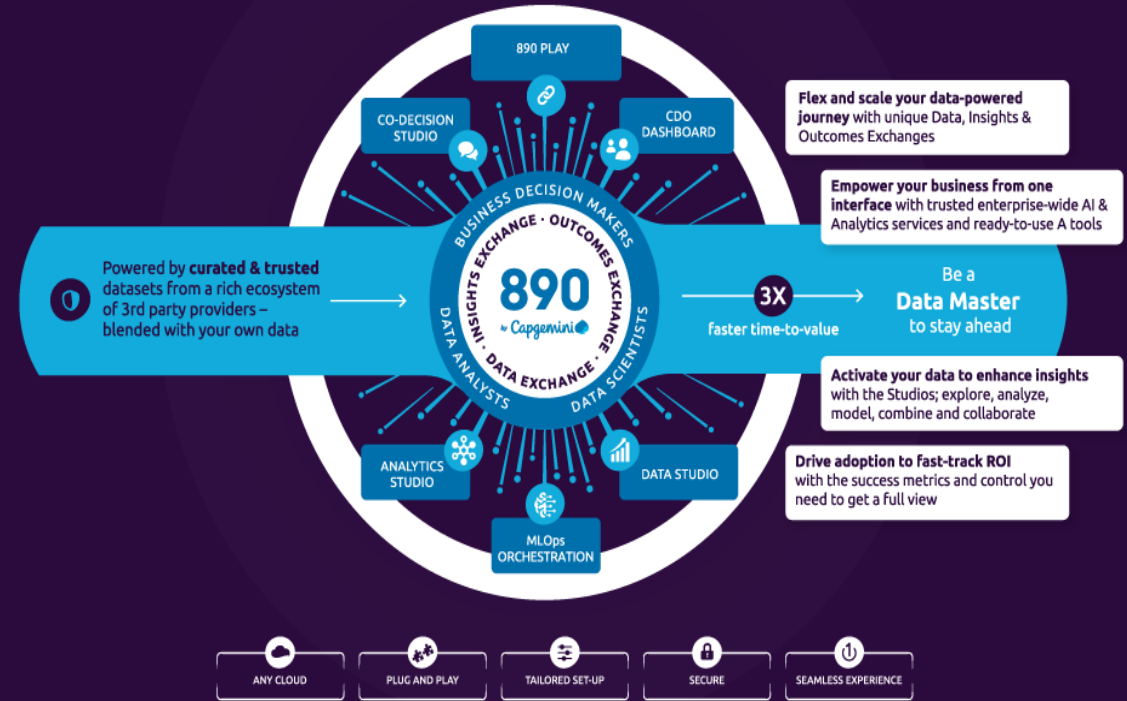 890 PLAY
CO-DECISION
STUDIO
CDO
DASHBOARD
Flex and scale your data-powered
journey with unique Data, Insights &
Outcomes Exchanges
Empower your business from one
interface with trusted enterprise-wide AI &
Analytics services and ready-to-use A tools
BUSINESS DECISION MAKERS
INSIGHTS EXCHANGE · OUTCOMES EXCHANGE ·
DATA EXCHANGE ·
890
by Capgemini
DATA ANALYSTS
DATA SCIENTISTS
Powered by curated & trusted
datasets from a rich ecosystem
of 3rd party providers –
blended with your own data
3X
faster time-to-value
Be a
Data Master
to stay ahead
Activate your data to enhance insights
with the Studios; explore, analyze,
model, combine and collaborate
ANALYTICS
STUDIO
DATA STUDIO
Drive adoption to fast-track ROI
with the success metrics and control you
need to get a full view
MLOps
ORCHESTRATION
ANY CLOUD
PLUG AND PLAY
TAILORED SET-UP
SECURE
SEAMLESS EXPERIENCE